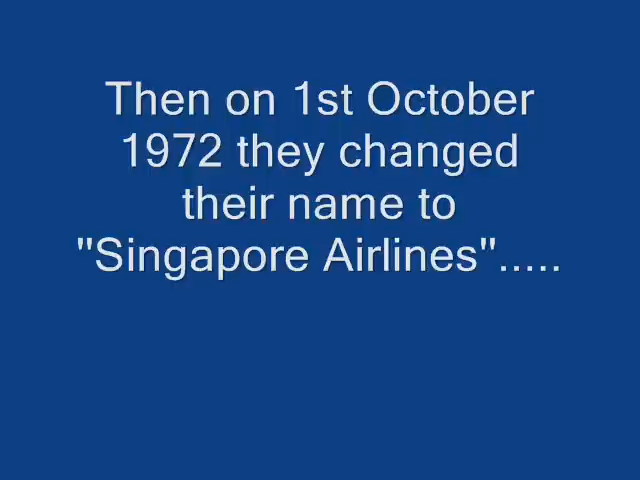 Then on 1st October
1972 they changed
their name to
"Singapore Airlines".....